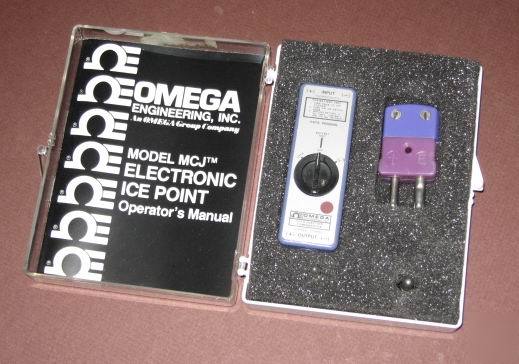 OMEGA
ENGINEERING, INC.
An OMEGA Group Company
MODEL MCJ™
ELECTRONIC
ICE POINT
Operator's Manual
(+) INPUT (-)
OMEGA
(+) OUTPUT (-)